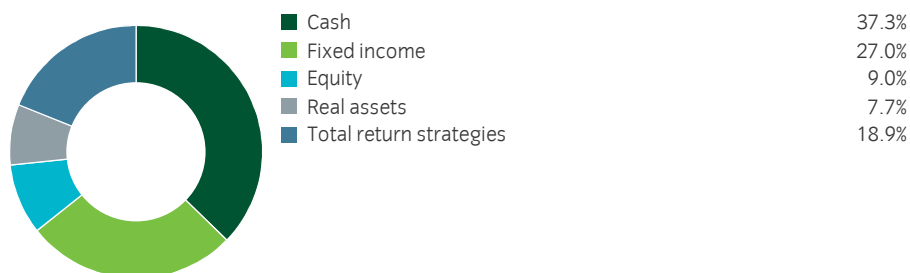 Cash 37.3%
Fixed income 27.0%
Equity 9.0%
Real assets 7.7%
Total return strategies 18.9%